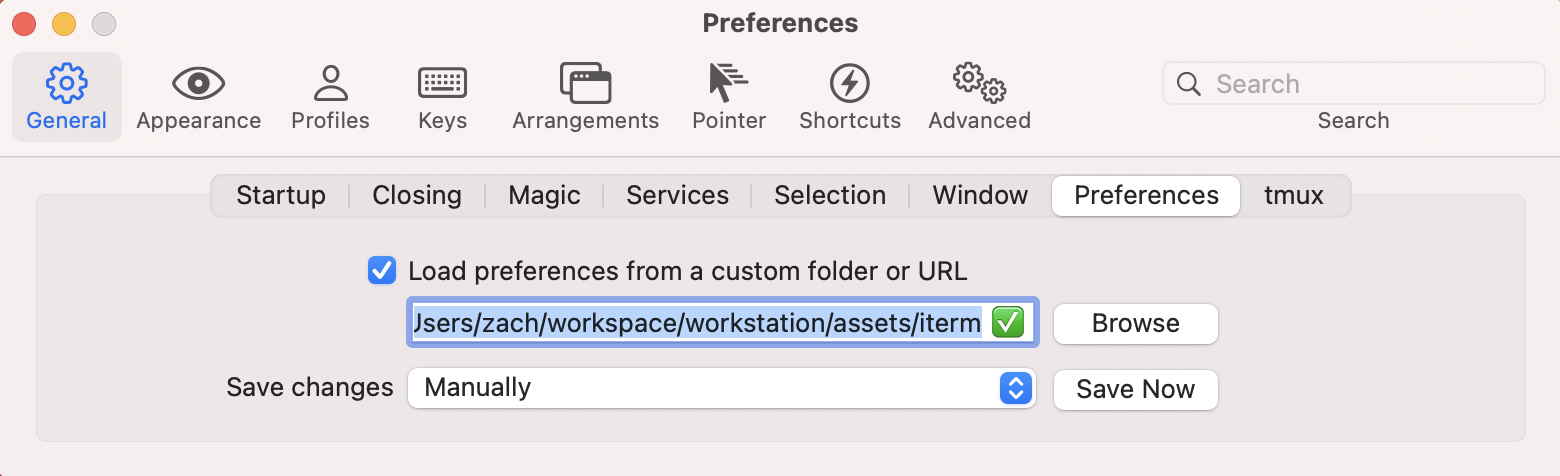 Preferences
General Appearance Profiles Keys Arrangements Pointer Shortcuts Advanced Search
Search
Startup Closing Magic Services Selection Window Preferences tmux
Load preferences from a custom folder or URL
Users/zach/workspace/workstation/assets/iterm Browse
Save changes Manually Save Now